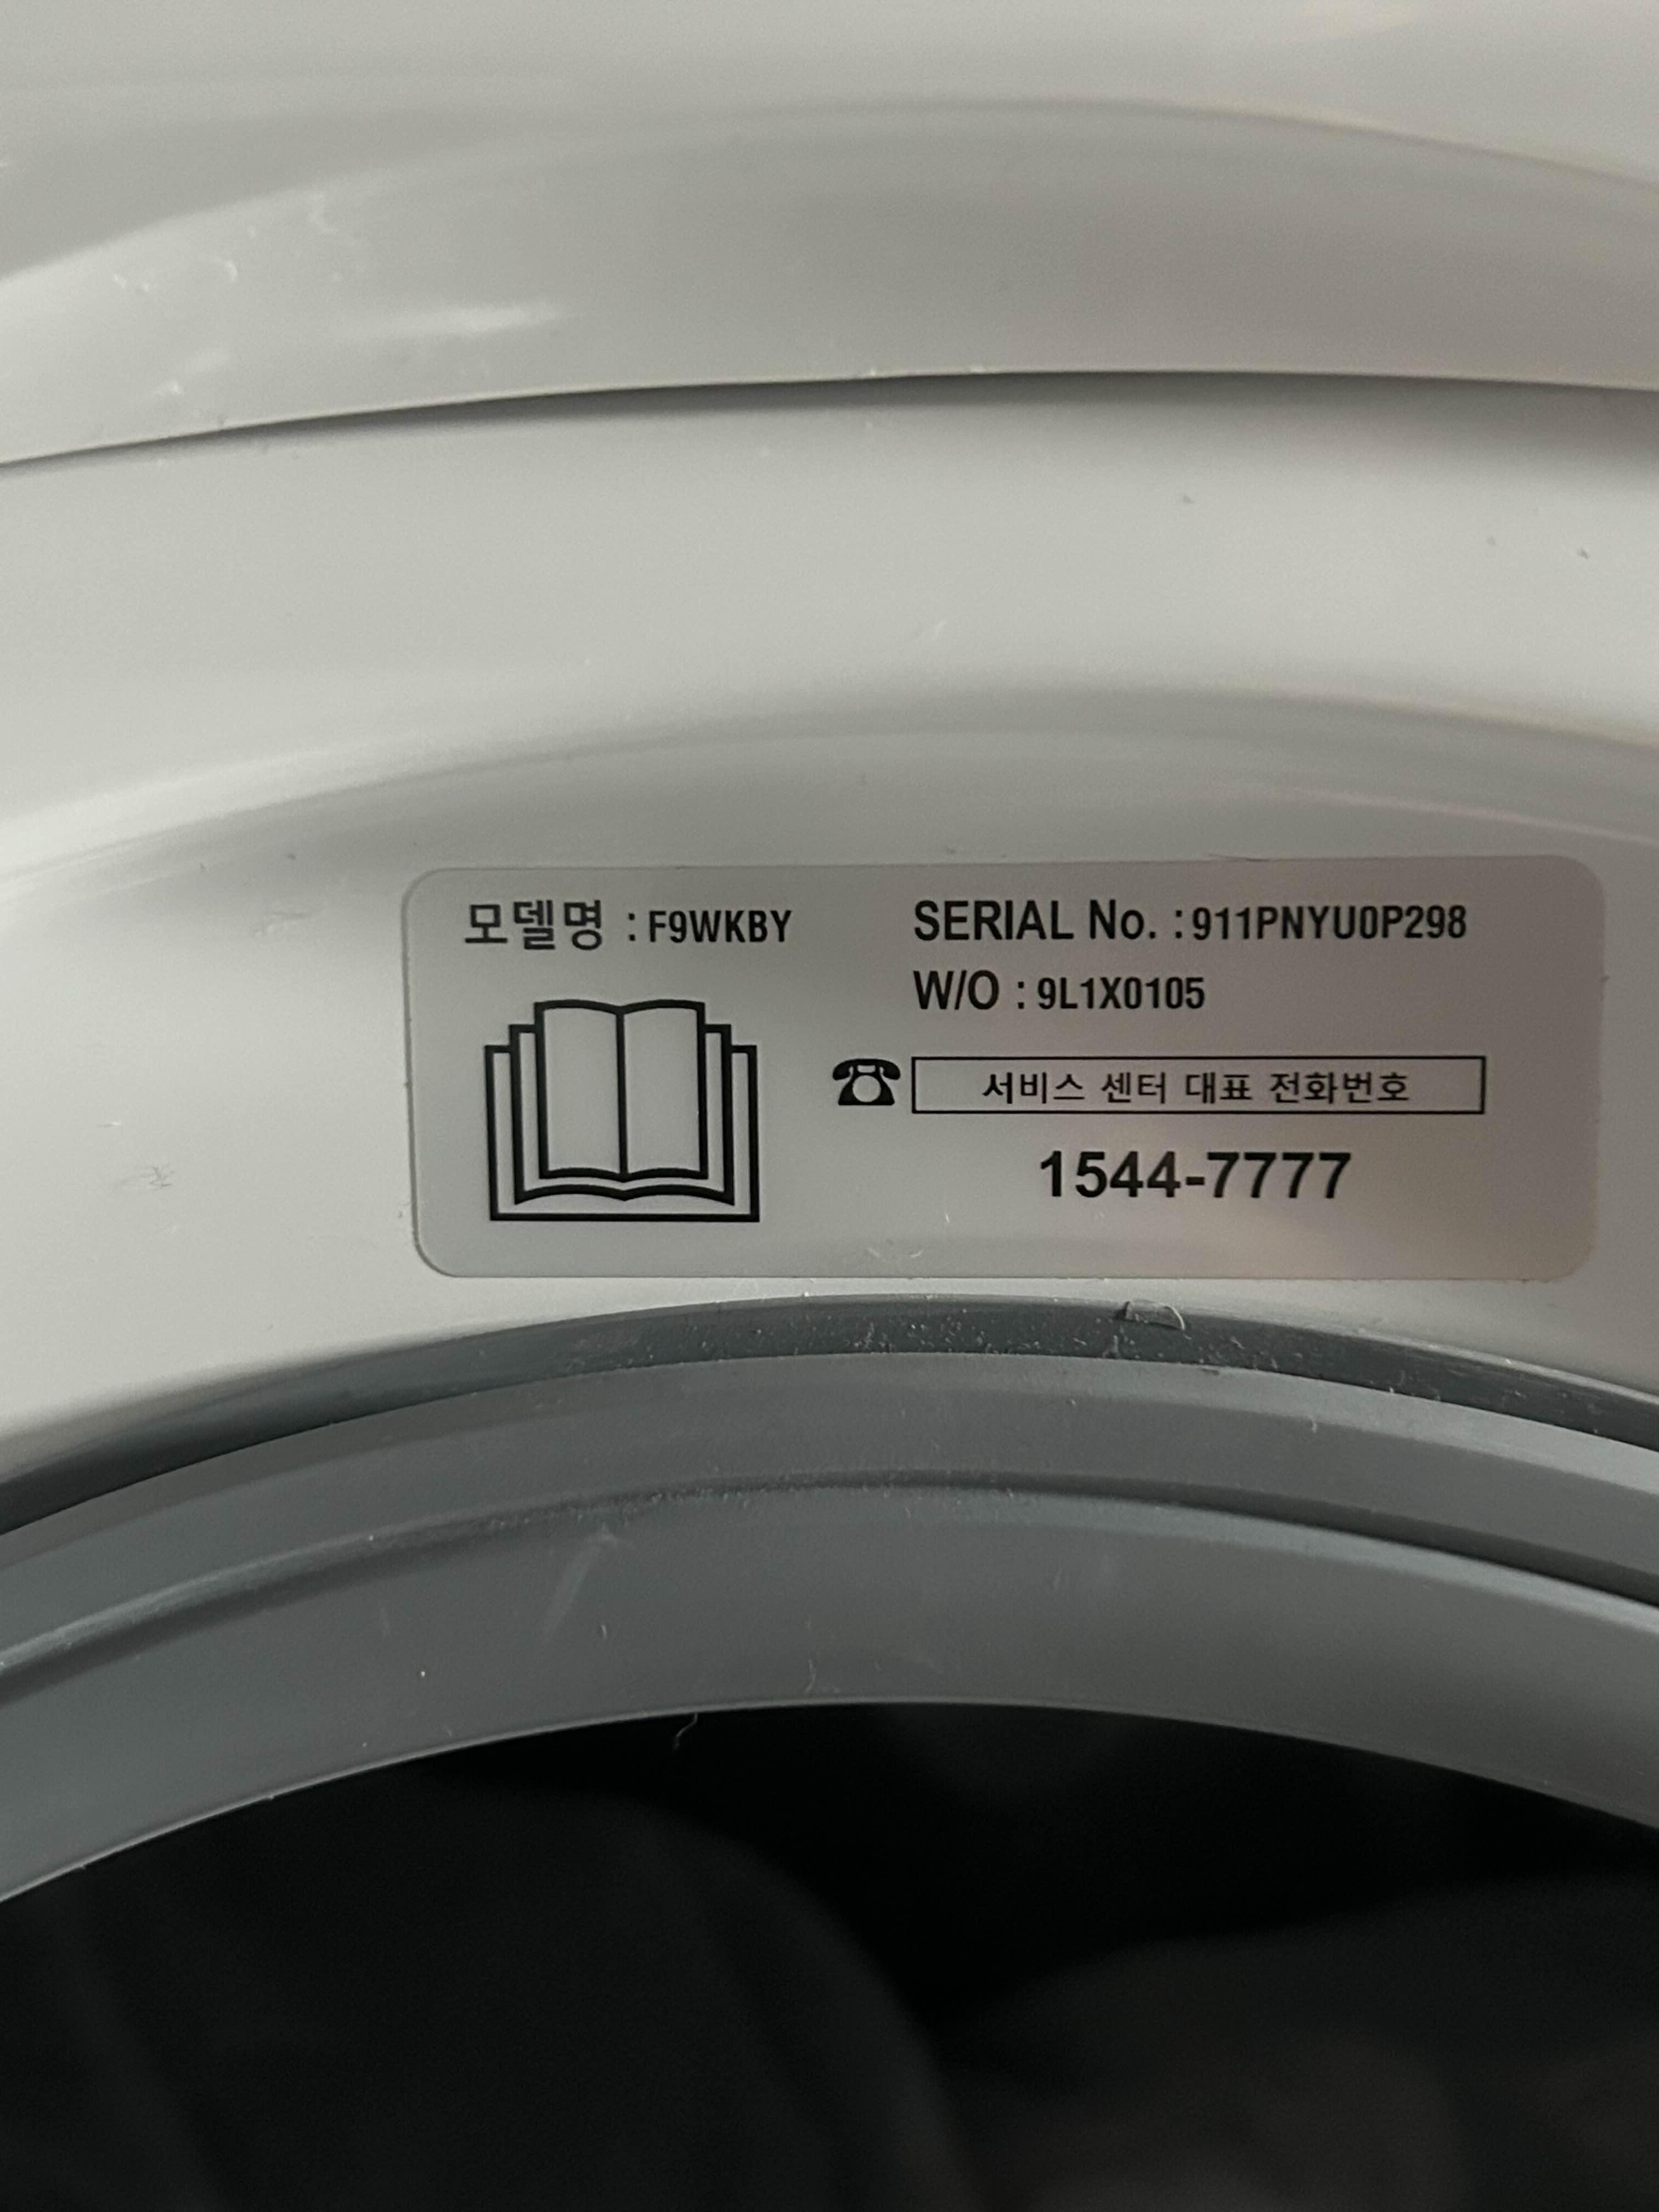 모델명 : F9WKBY
SERIAL No. : 911PNYU0P298
W/O : 9L1X0105
서비스 센터 대표 전화번호
1544-7777